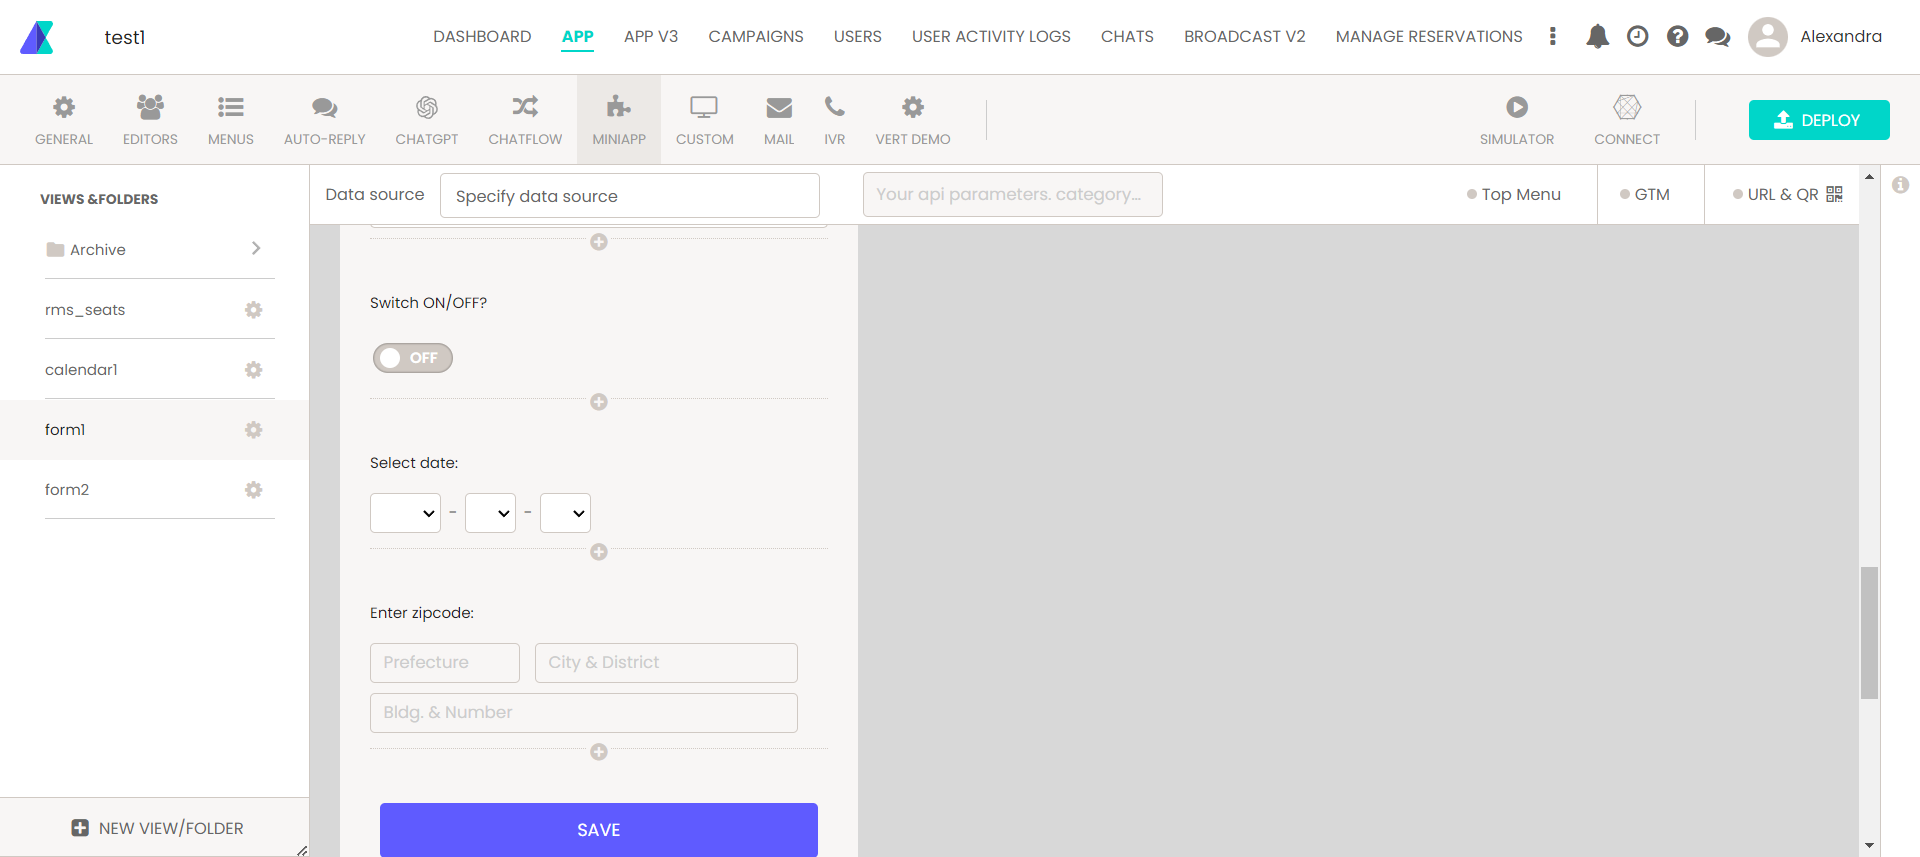 test1
DASHBOARD APP APP V3 CAMPAIGNS USERS USER ACTIVITY LOGS CHATS BROADCAST V2 MANAGE RESERVATIONS
Alexandra
GENERAL EDITORS MENUS AUTO-REPLY CHATGPT CHATFLOW MINIAPP CUSTOM MAIL IVR VERT DEMO
SIMULATOR CONNECT DEPLOY
VIEWS &FOLDERS
Archive
rms_seats
calendar1
form1
form2
NEW VIEW/FOLDER
Data source Specify data source Your api parameters. category...
Top Menu GTM URL & QR
Switch ON/OFF?
OFF
Select date:
- -
Enter zipcode:
Prefecture City & District
Bldg. & Number
SAVE